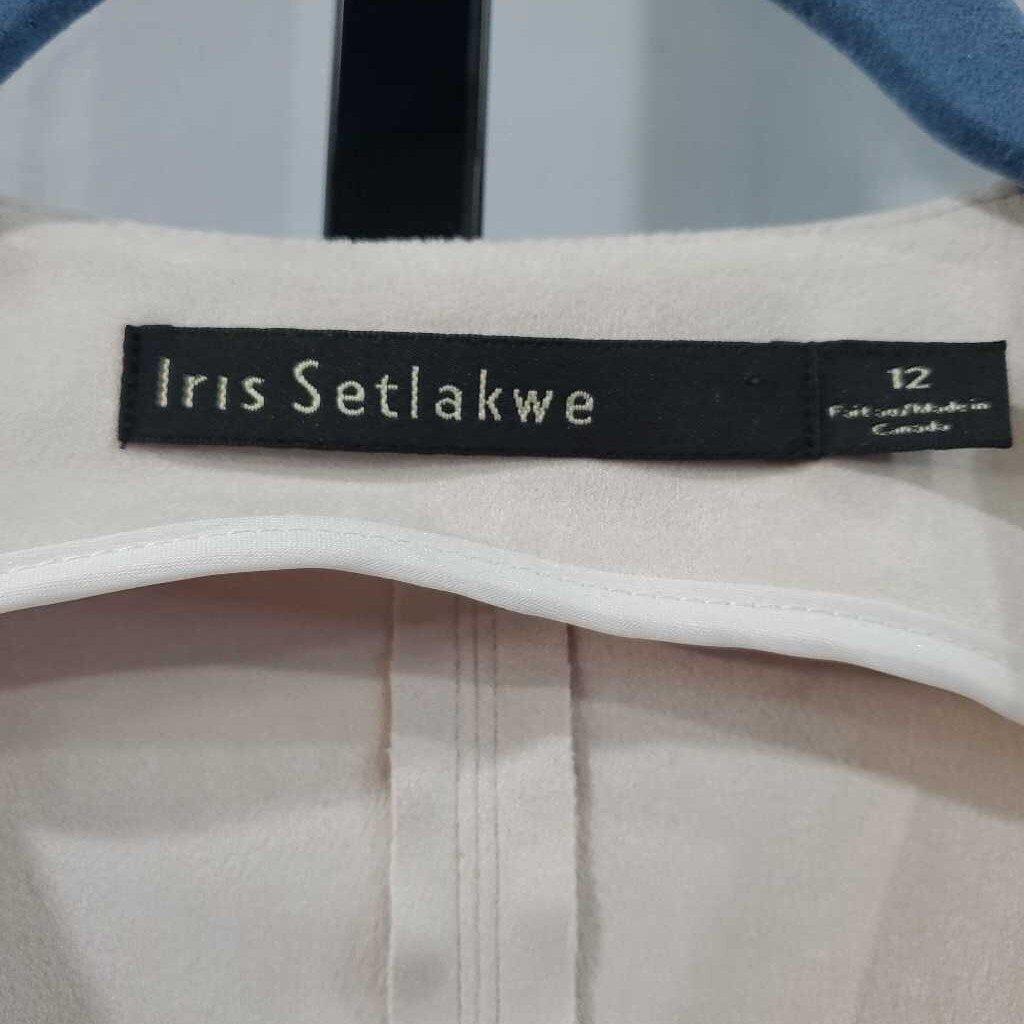 Iris Setlakwe
12
Fait au/Made in
Canada